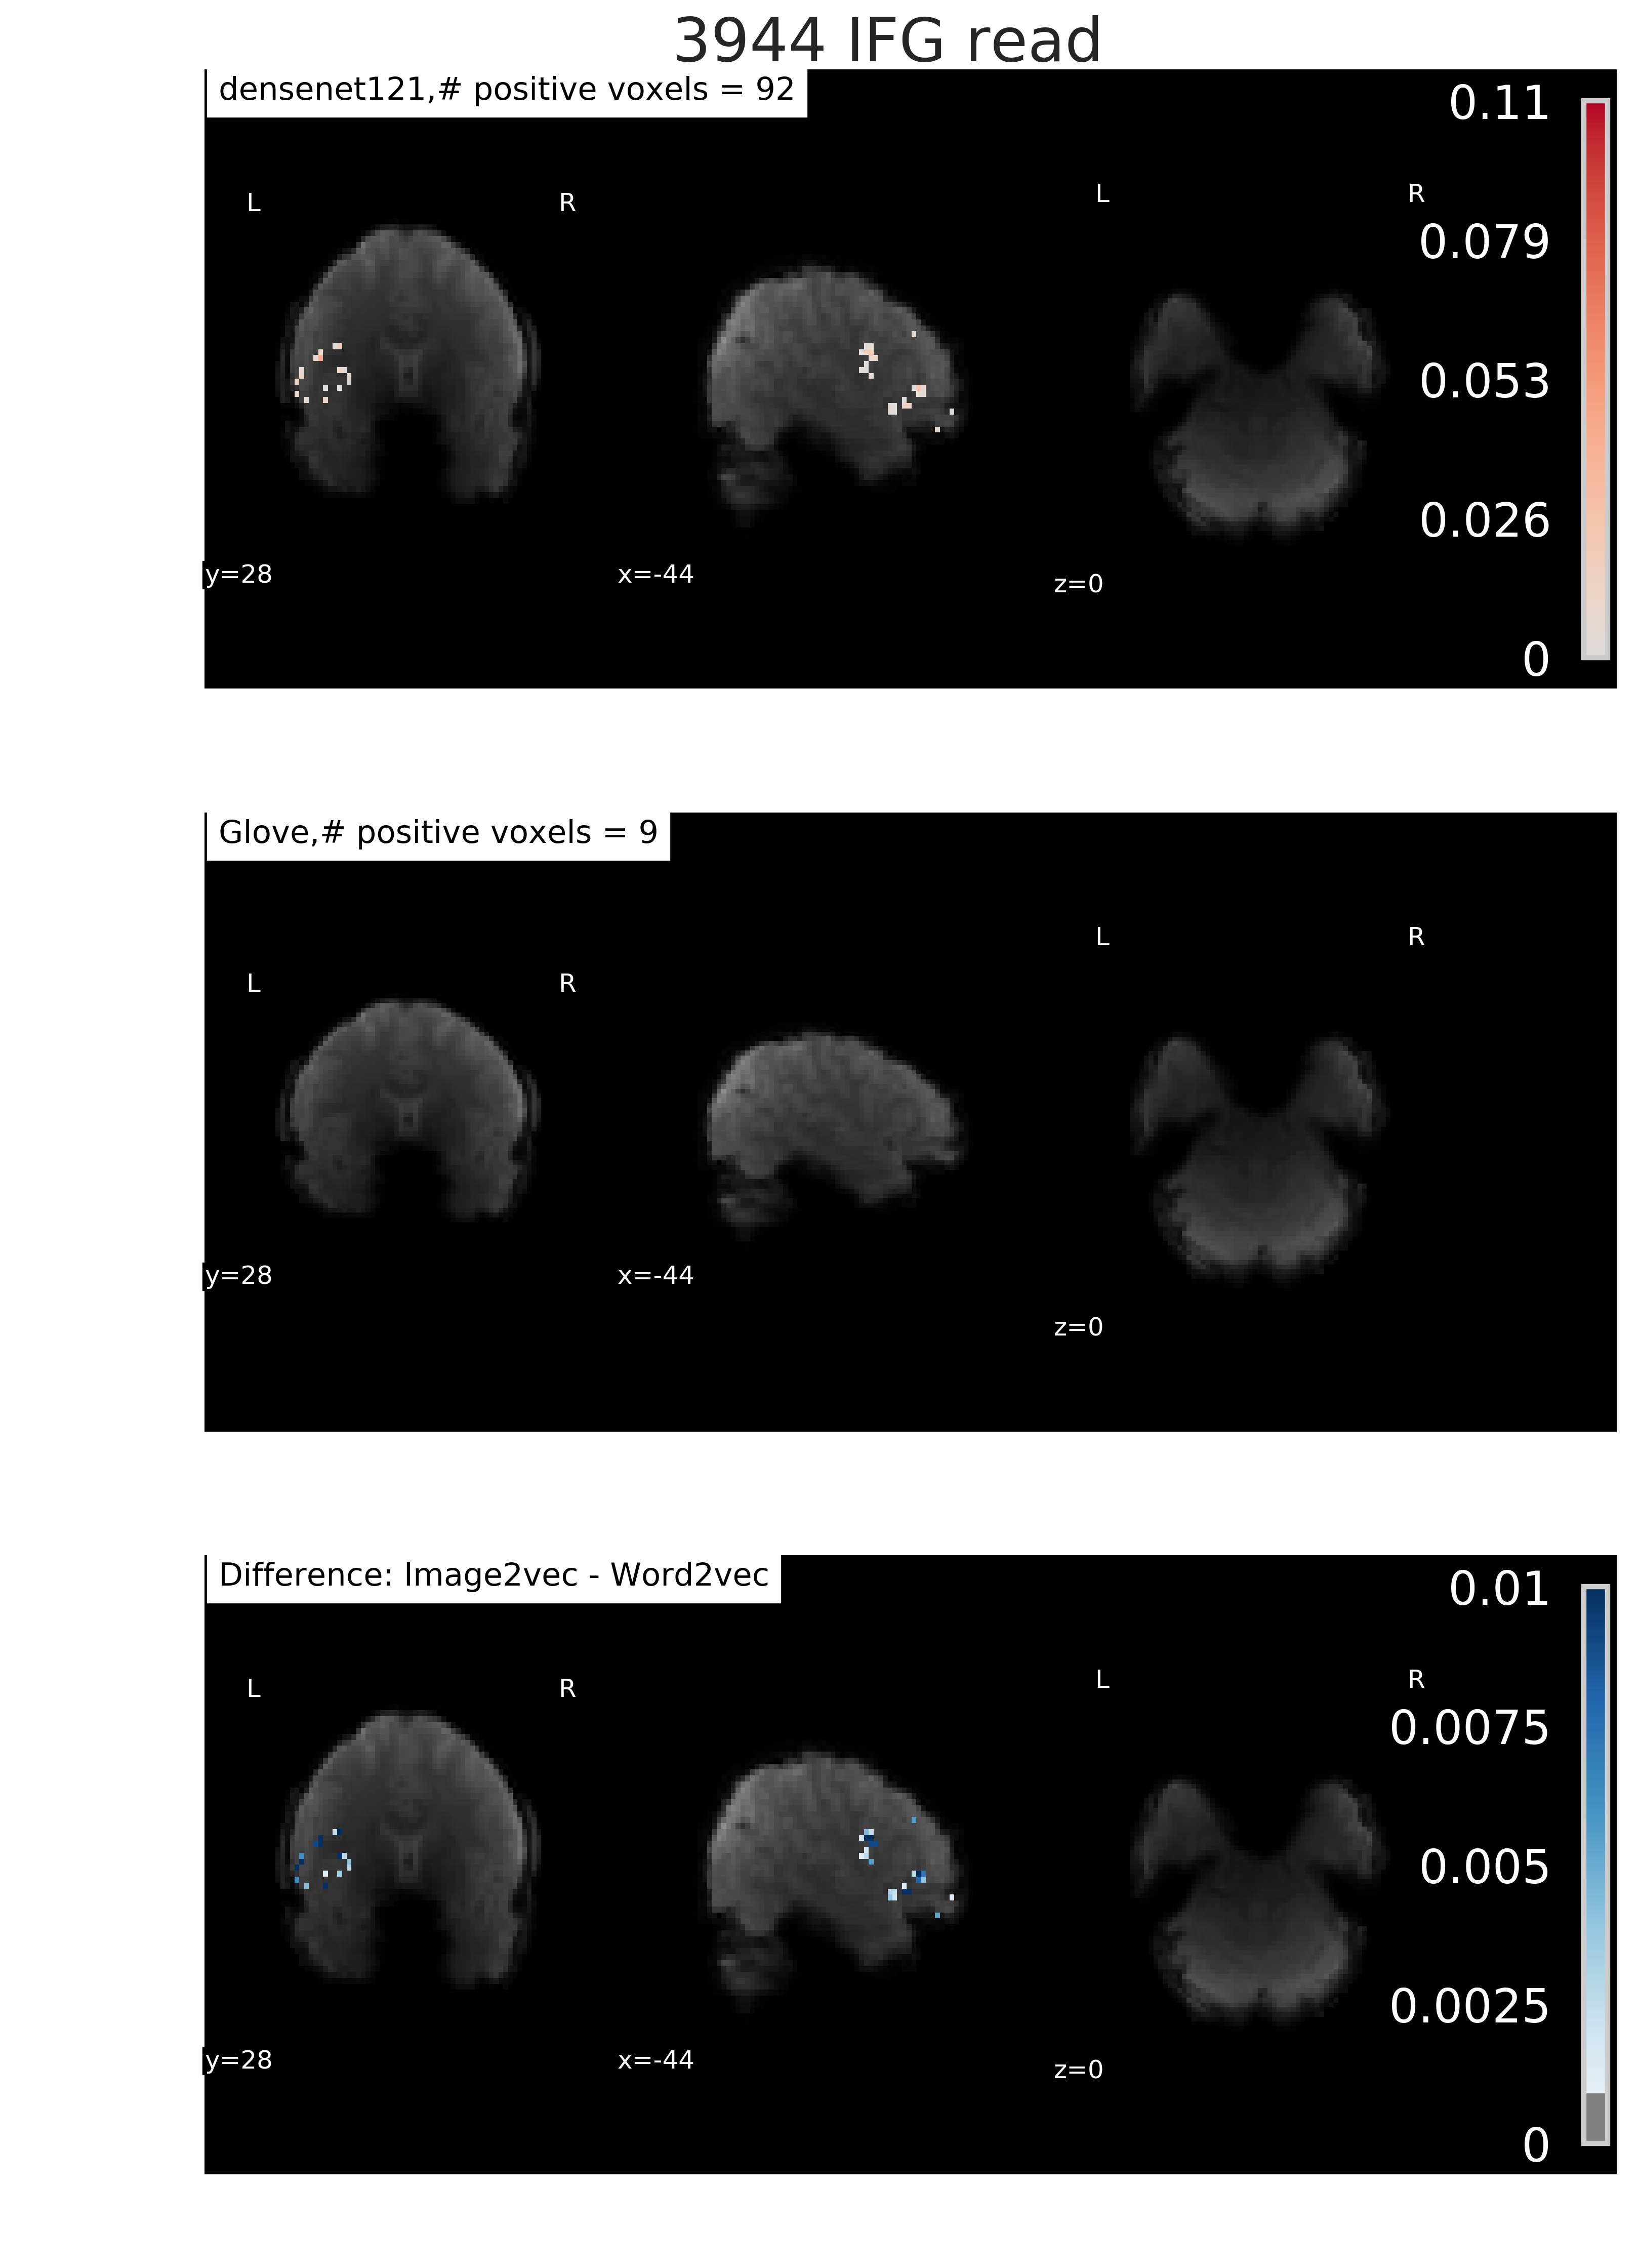 3944 IFG read
densenet121,# positive voxels = 92
0.11
L R L R
0.079
0.053
0.026
y=28 x=-44 z=0
0
Glove,# positive voxels = 9
L R L R
y=28 x=-44 z=0
Difference: Image2vec - Word2vec
0.01
L R L R
0.0075
0.005
0.0025
y=28 x=-44 z=0
0